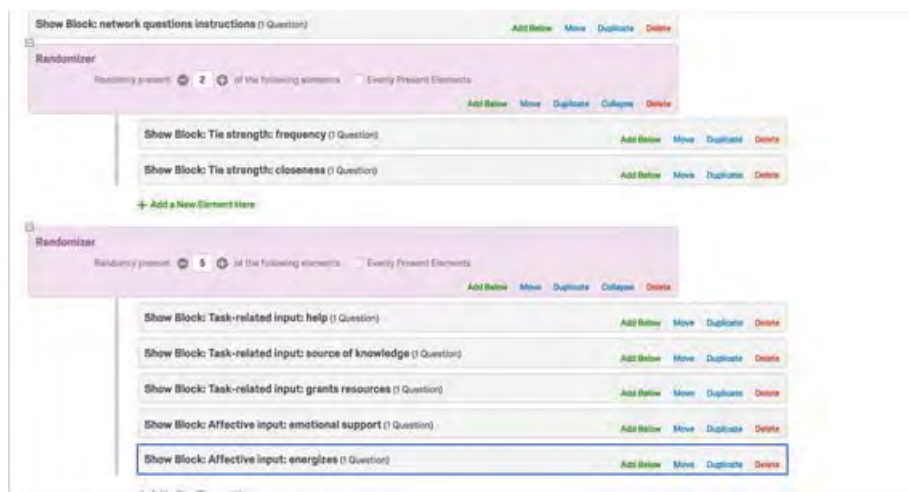 Show Block: network questions instructions (1 Question)
Add Below Move Duplicate Delete
Randomizer
Randomly present 2 of the following elements Evenly Present Elements
Add Below Move Duplicate Collapse Delete
Show Block: Tie strength: frequency (1 Question)
Add Below Move Duplicate Delete
Show Block: Tie strength: closeness (1 Question)
Add Below Move Duplicate Delete
+ Add a New Element Here
Randomizer
Randomly present 5 of the following elements Evenly Present Elements
Add Below Move Duplicate Collapse Delete
Show Block: Task-related input: help (1 Question)
Add Below Move Duplicate Delete
Show Block: Task-related input: source of knowledge (1 Question)
Add Below Move Duplicate Delete
Show Block: Task-related input: grants resources (1 Question)
Add Below Move Duplicate Delete
Show Block: Affective input: emotional support (1 Question)
Add Below Move Duplicate Delete
Show Block: Affective input: energizes (1 Question)
Add Below Move Duplicate Delete